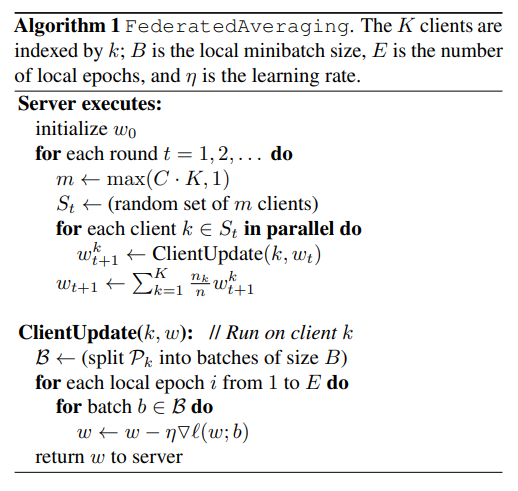 Algorithm 1 FederatedAveraging. The K clients are
indexed by k; B is the local minibatch size, E is the number
of local epochs, and η is the learning rate.
Server executes:
initialize w₀
for each round t = 1, 2, . . . do
m ← max(C · K, 1)
Sₜ ← (random set of m clients)
for each client k ∈ Sₜ in parallel do
wᵏₜ₊₁ ← ClientUpdate(k, wₜ)
wₜ₊₁ ← ∑ᴷₖ₌₁ nₖ/n wᵏₜ₊₁
ClientUpdate(k, w): // Run on client k
ℬ ← (split 𝒫ₖ into batches of size B)
for each local epoch i from 1 to E do
for batch b ∈ ℬ do
w ← w − η∇ℓ(w; b)
return w to server